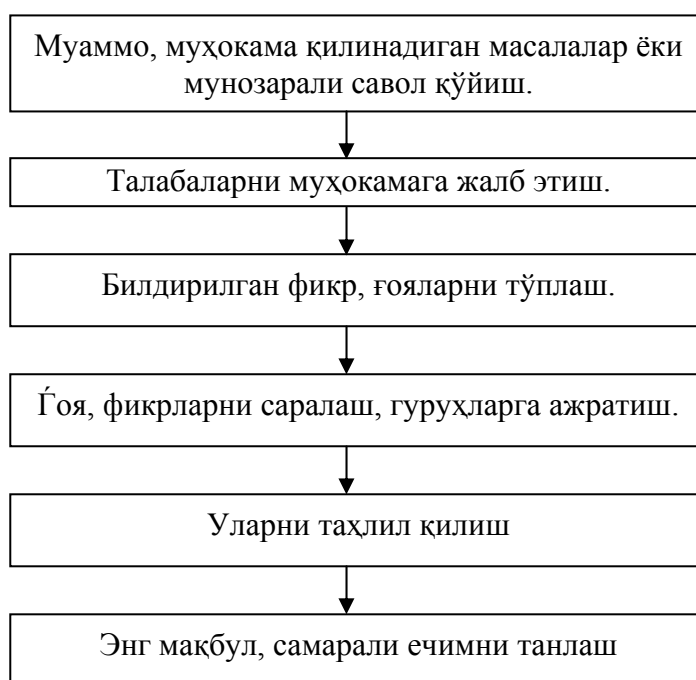 Муаммо, муҳокама қилинадиган масалалар ёки
мунозарали савол қўйиш.
Талабаларни муҳокамага жалб этиш.
Билдирилган фикр, ғояларни тўплаш.
Ѓоя, фикрларни саралаш, гуруҳларга ажратиш.
Уларни таҳлил қилиш
Энг мақбул, самарали ечимни танлаш